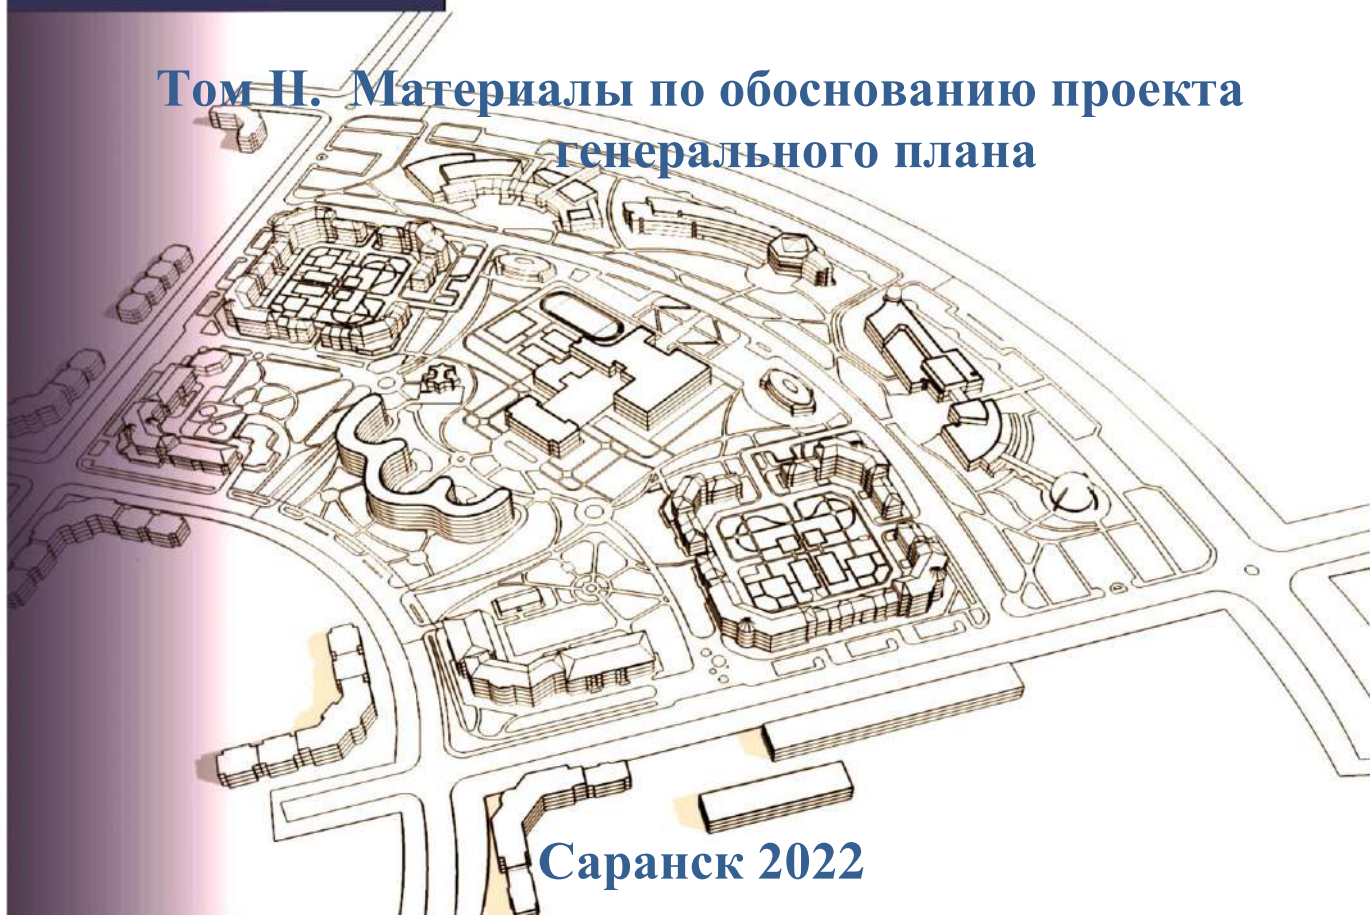 Том II. Материалы по обоснованию проекта
генерального плана
Саранск 2022